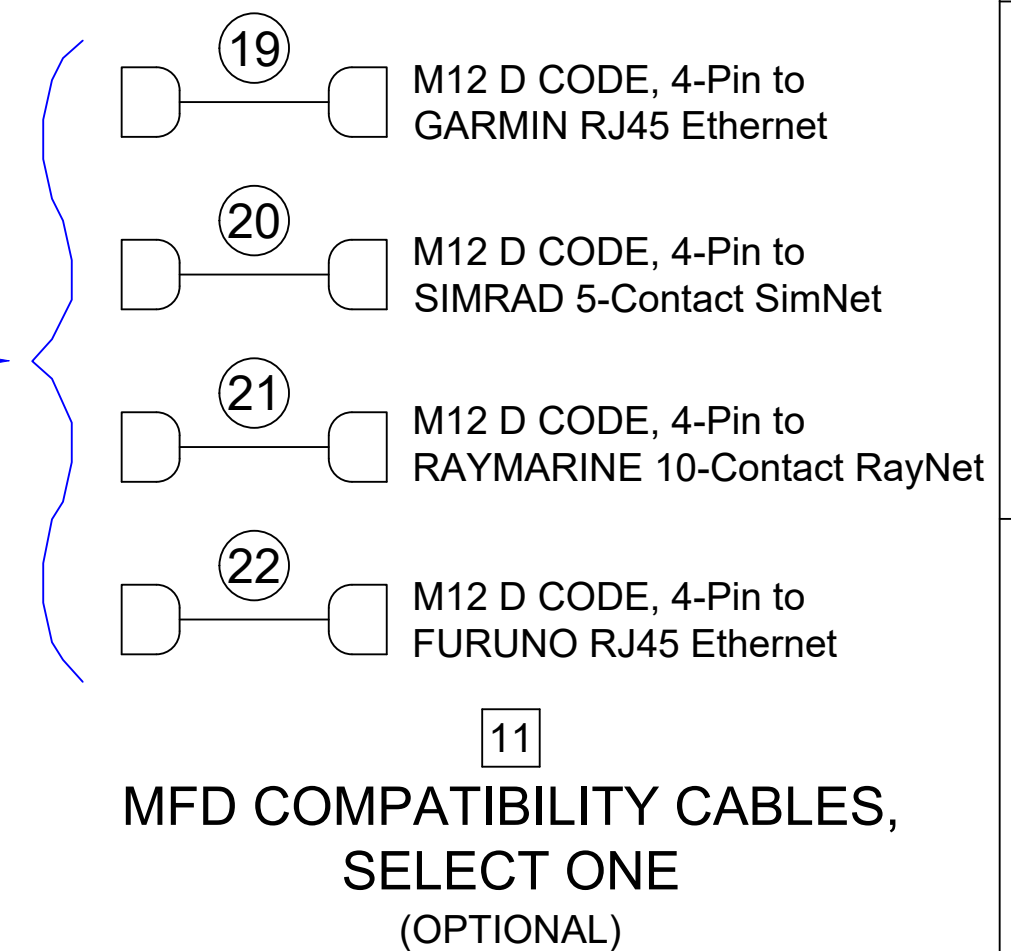 19
M12 D CODE, 4-Pin to
GARMIN RJ45 Ethernet
20
M12 D CODE, 4-Pin to
SIMRAD 5-Contact SimNet
21
M12 D CODE, 4-Pin to
RAYMARINE 10-Contact RayNet
22
M12 D CODE, 4-Pin to
FURUNO RJ45 Ethernet
11
MFD COMPATIBILITY CABLES,
SELECT ONE
(OPTIONAL)